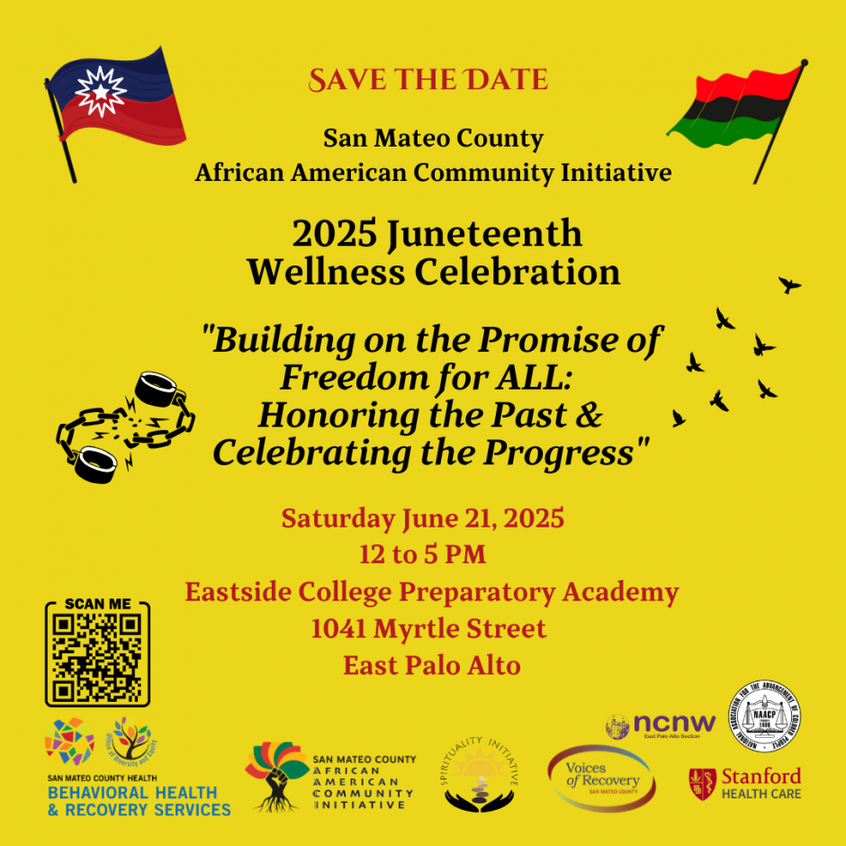 SAVE THE DATE
San Mateo County
African American Community Initiative
2025 Juneteenth
Wellness Celebration
"Building on the Promise of
Freedom for ALL:
Honoring the Past &
Celebrating the Progress"
Saturday June 21, 2025
12 to 5 PM
Eastside College Preparatory Academy
1041 Myrtle Street
East Palo Alto
SCAN ME
Office of Diversity and Equity
SAN MATEO COUNTY HEALTH
BEHAVIORAL HEALTH
& RECOVERY SERVICES
SAN MATEO COUNTY
AFRICAN
AMERICAN
COMMUNITY
INITIATIVE
SPIRITUALITY INITIATIVE
Voices
of Recovery
SAN MATEO COUNTY
ncnw
East Palo Alto Section
NATIONAL ASSOCIATION FOR THE ADVANCEMENT OF COLORED PEOPLE
NAACP
FOUNDED
1909
Stanford
HEALTH CARE